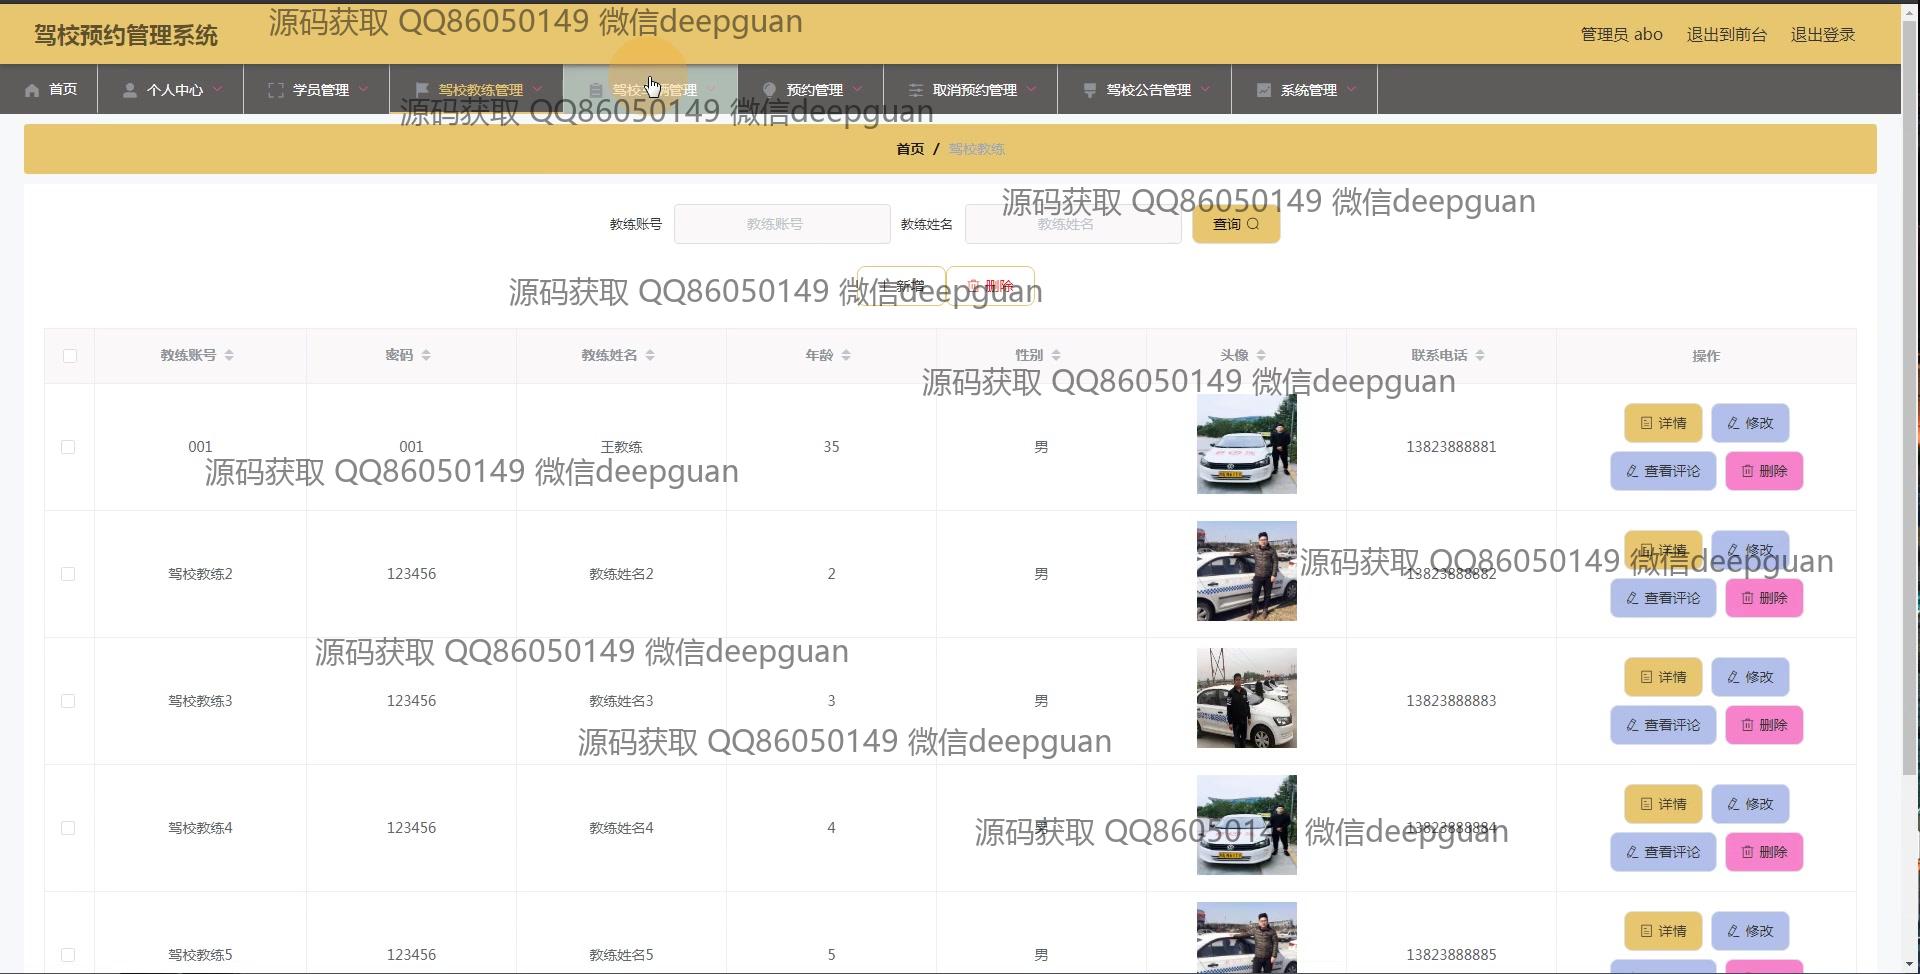 源码获取 QQ86050149 微信deepguan
驾校预约管理系统
管理员 abo 退出到前台 退出登录
首页 个人中心 学员管理 驾校教练管理 驾校车辆管理 预约管理 取消预约管理 驾校公告管理 系统管理
源码获取 QQ86050149 微信deepguan
首页 / 驾校教练
源码获取 QQ86050149 微信deepguan
教练账号 教练账号 教练姓名 教练姓名 查询
新增 删除
源码获取 QQ86050149 微信deepguan
教练账号 密码 教练姓名 年龄 性别 头像 联系电话 操作
源码获取 QQ86050149 微信deepguan
详情 修改
001 001 王教练 35 男 13823888881
查看评论 删除
源码获取 QQ86050149 微信deepguan
详情 修改
源码获取 QQ86050149 微信deepguan
驾校教练2 123456 教练姓名2 2 男 13823888882
查看评论 删除
源码获取 QQ86050149 微信deepguan
详情 修改
驾校教练3 123456 教练姓名3 3 男 13823888883
查看评论 删除
源码获取 QQ86050149 微信deepguan
详情 修改
驾校教练4 123456 教练姓名4 4 男 13823888884
源码获取 QQ86050149 微信deepguan
查看评论 删除
详情 修改
驾校教练5 123456 教练姓名5 5 男 13823888885